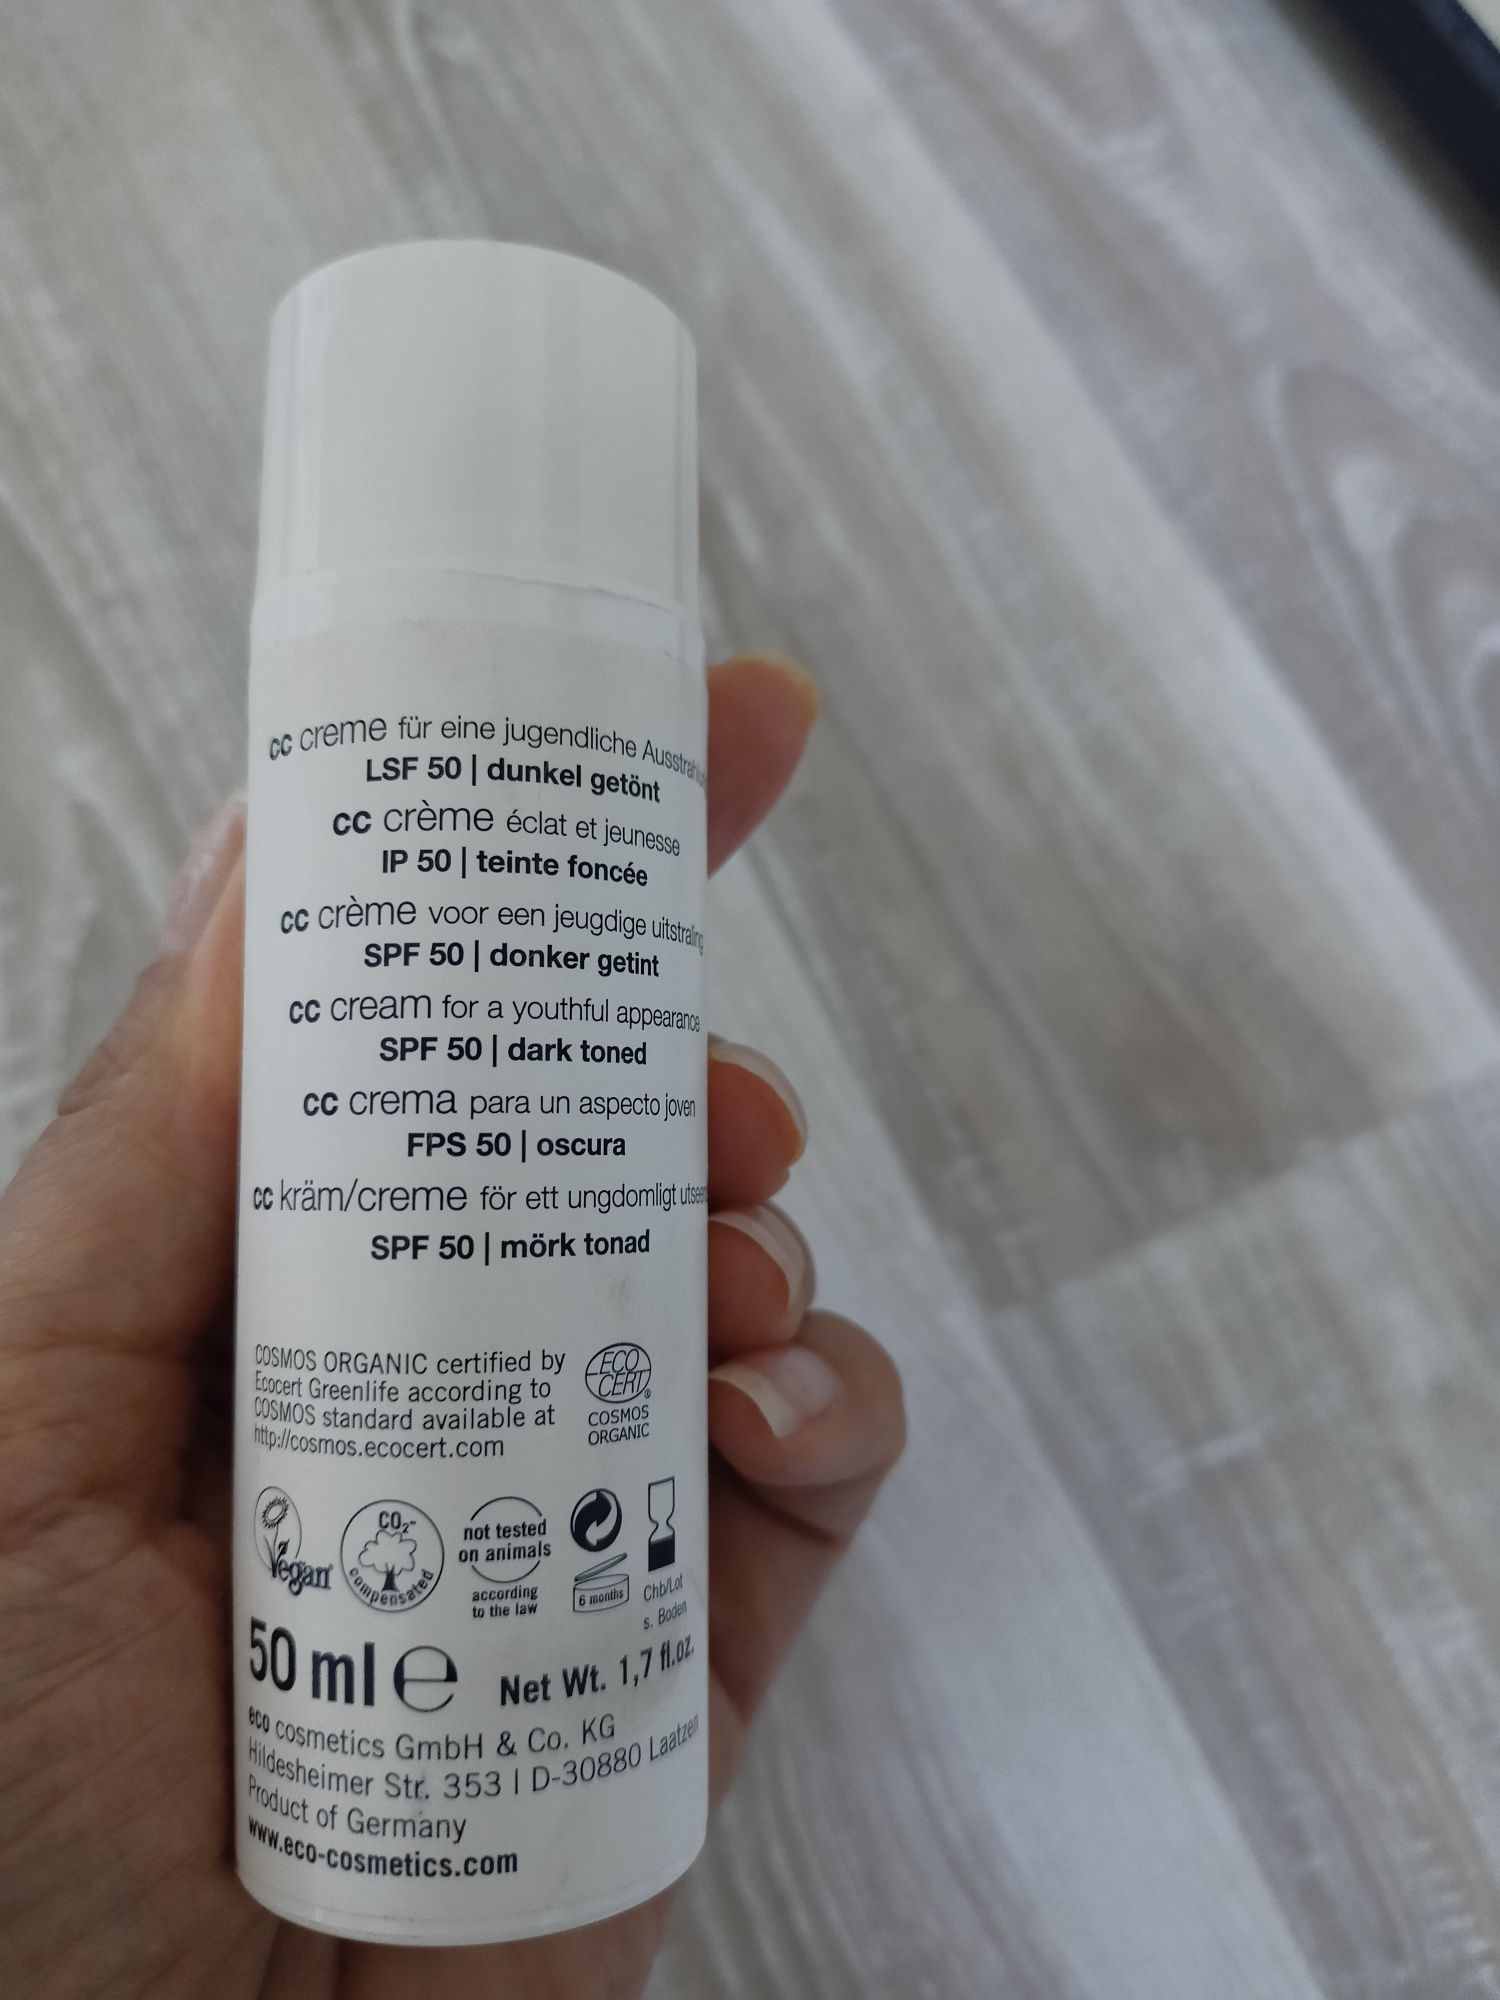 cc creme für eine jugendliche Ausstrahlung
LSF 50 | dunkel getönt
cc crème éclat et jeunesse
IP 50 | teinte foncée
cc crème voor een jeugdige uitstraling
SPF 50 | donker getint
cc cream for a youthful appearance
SPF 50 | dark toned
cc crema para un aspecto joven
FPS 50 | oscura
cc kräm/creme för ett ungdomligt
SPF 50 | mörk tonad
COSMOS ORGANIC certified by
Ecocert Greenlife according to
COSMOS standard available at
http://cosmos.ecocert.com
ECO
CERT®
COSMOS
ORGANIC
Vegan
CO2-
compensated
not tested
on animals
according
to the law
6 months
Chb/Lot
s. Boden
50 ml e Net Wt. 1,7 fl.oz.
eco cosmetics GmbH & Co. KG
Hildesheimer Str. 353 | D-30880 Laatzen
Product of Germany
www.eco-cosmetics.com